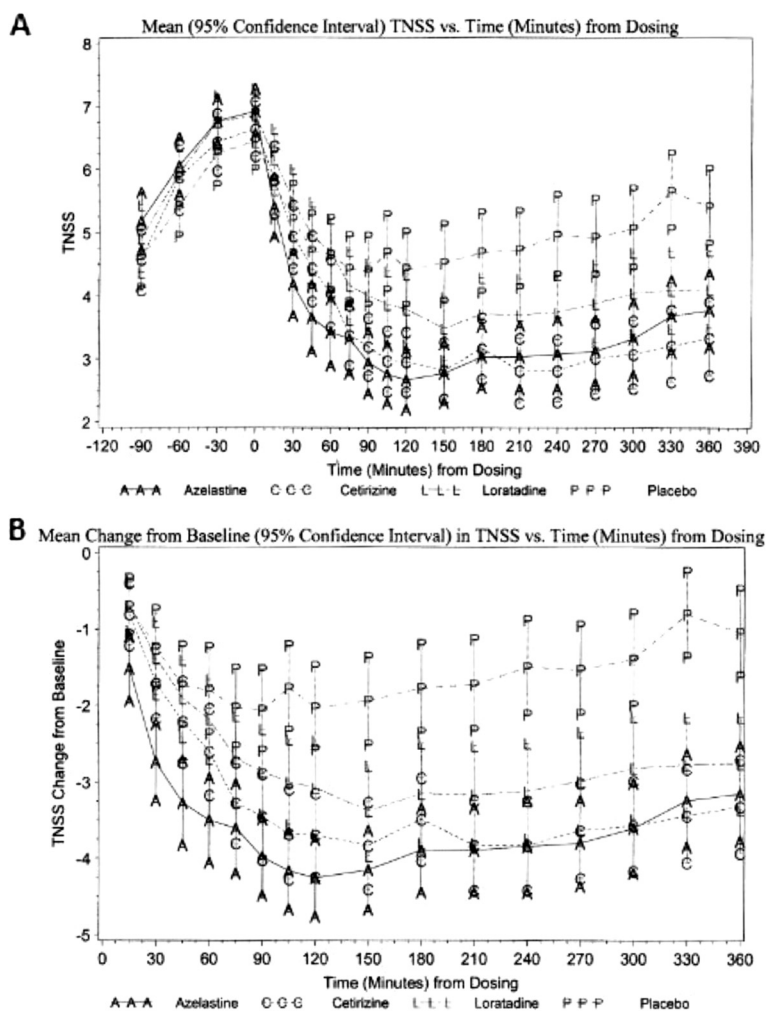 A
Mean (95% Confidence Interval) TNSS vs. Time (Minutes) from Dosing
8
7
6
5
4
3
2
TNSS
-120 -90 -60 -30 0 30 60 90 120 150 180 210 240 270 300 330 360 390
Time (Minutes) from Dosing
A A A Azelastine C C C Cetirizine L L L Loratadine P P P Placebo
B
Mean Change from Baseline (95% Confidence Interval) in TNSS vs. Time (Minutes) from Dosing
0
-1
-2
-3
-4
-5
TNSS Change from Baseline
0 30 60 90 120 150 180 210 240 270 300 330 360
Time (Minutes) from Dosing
A A A Azelastine C C C Cetirizine L L L Loratadine P P P Placebo